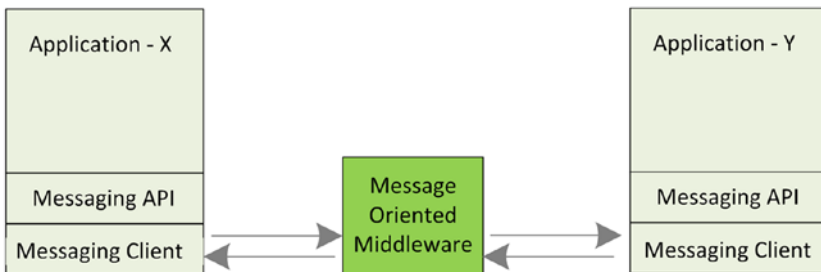 Application - X
Messaging API
Messaging Client
Message
Oriented
Middleware
Application - Y
Messaging API
Messaging Client